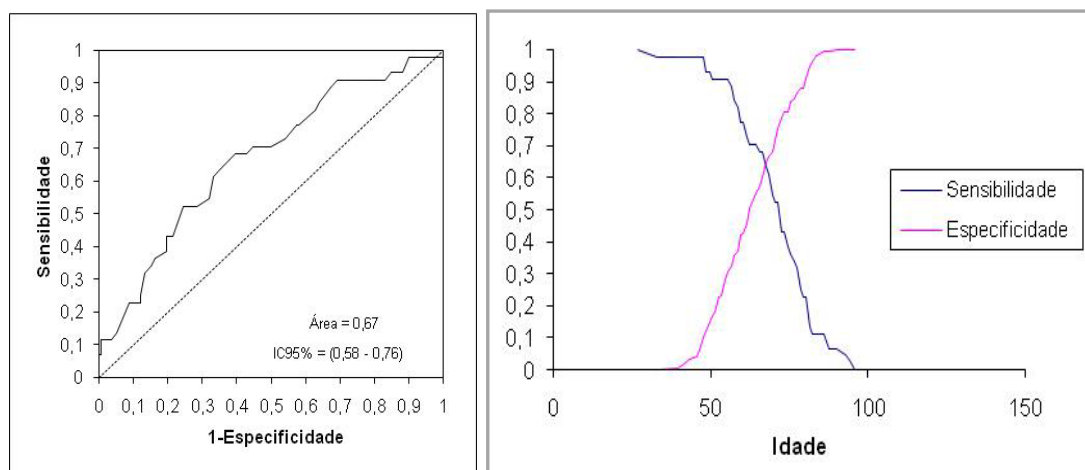 1
0,9
0,8
0,7
0,6
0,5
0,4
0,3
0,2
0,1
0
Sensibilidade
Área = 0,67
IC95% = (0,58 - 0,76)
0 0,1 0,2 0,3 0,4 0,5 0,6 0,7 0,8 0,9 1
1-Especificidade
1
0,9
0,8
0,7
0,6
0,5
0,4
0,3
0,2
0,1
0
0 50 100 150
Idade
Sensibilidade
Especificidade